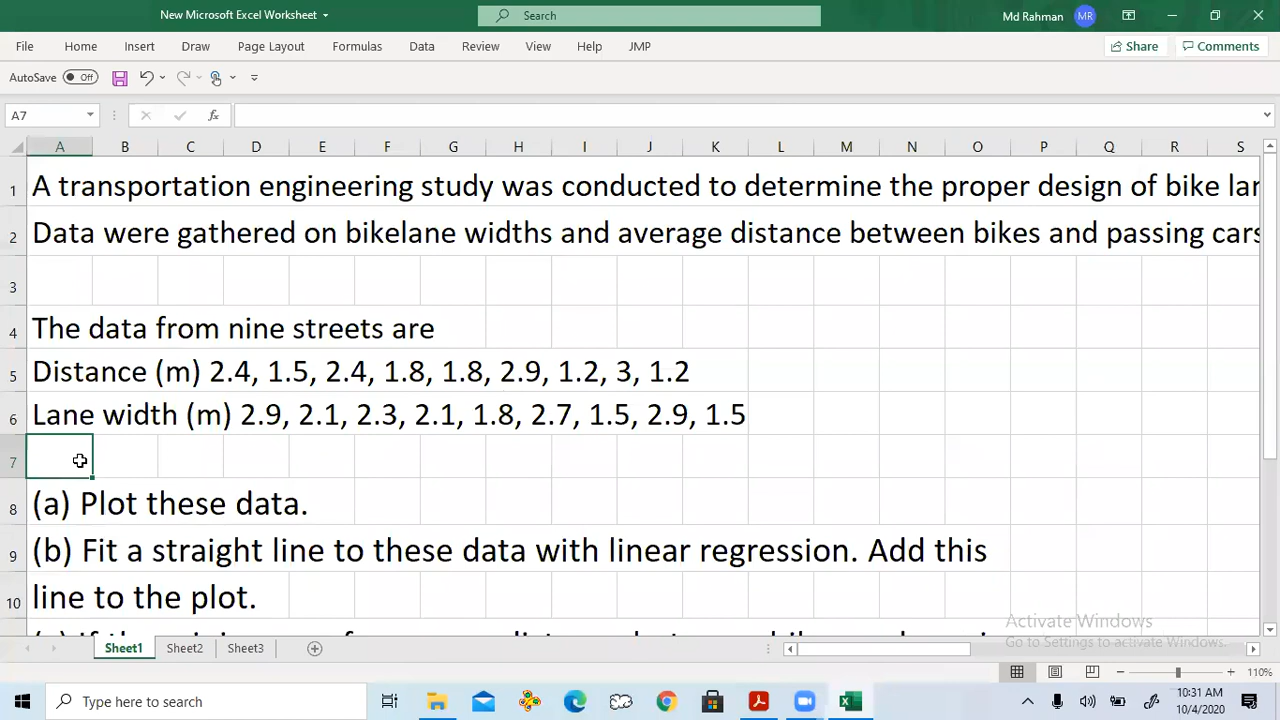 New Microsoft Excel Worksheet
Search
Md Rahman MR
File Home Insert Draw Page Layout Formulas Data Review View Help JMP Share Comments
AutoSave Off
A7 fx
A B C D E F G H I J K L M N O P Q R S
1 A transportation engineering study was conducted to determine the proper design of bike lan
2 Data were gathered on bikelane widths and average distance between bikes and passing cars
3
4 The data from nine streets are
5 Distance (m) 2.4, 1.5, 2.4, 1.8, 1.8, 2.9, 1.2, 3, 1.2
6 Lane width (m) 2.9, 2.1, 2.3, 2.1, 1.8, 2.7, 1.5, 2.9, 1.5
7
8 (a) Plot these data.
9 (b) Fit a straight line to these data with linear regression. Add this
10 line to the plot.
Activate Windows
Go to Settings to activate Windows.
Sheet1 Sheet2 Sheet3
110%
Type here to search
10:31 AM
10/4/2020